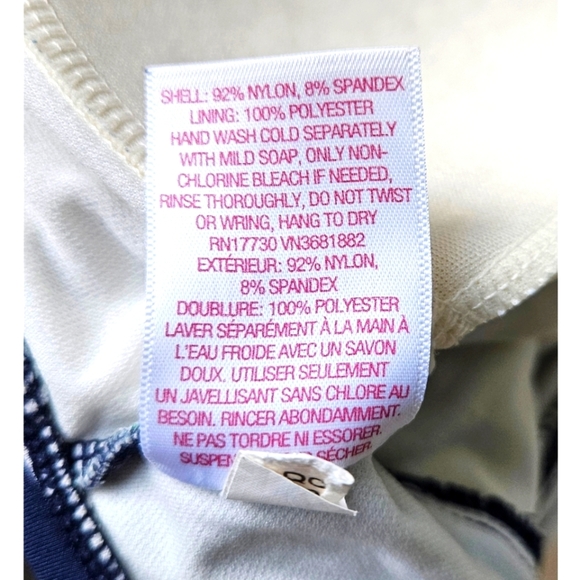 SHELL: 92% NYLON, 8% SPANDEX
LINING: 100% POLYESTER
HAND WASH COLD SEPARATELY
WITH MILD SOAP, ONLY NON-
CHLORINE BLEACH IF NEEDED,
RINSE THOROUGHLY, DO NOT TWIST
OR WRING, HANG TO DRY
RN17730 VN3681882
EXTÉRIEUR: 92% NYLON,
8% SPANDEX
DOUBLURE: 100% POLYESTER
LAVER SÉPARÉMENT À LA MAIN À
L'EAU FROIDE AVEC UN SAVON
DOUX. UTILISER SEULEMENT
UN JAVELLISANT SANS CHLORE AU
BESOIN. RINCER ABONDAMMENT.
NE PAS TORDRE NI ESSORER.
SÉCHER.
QC